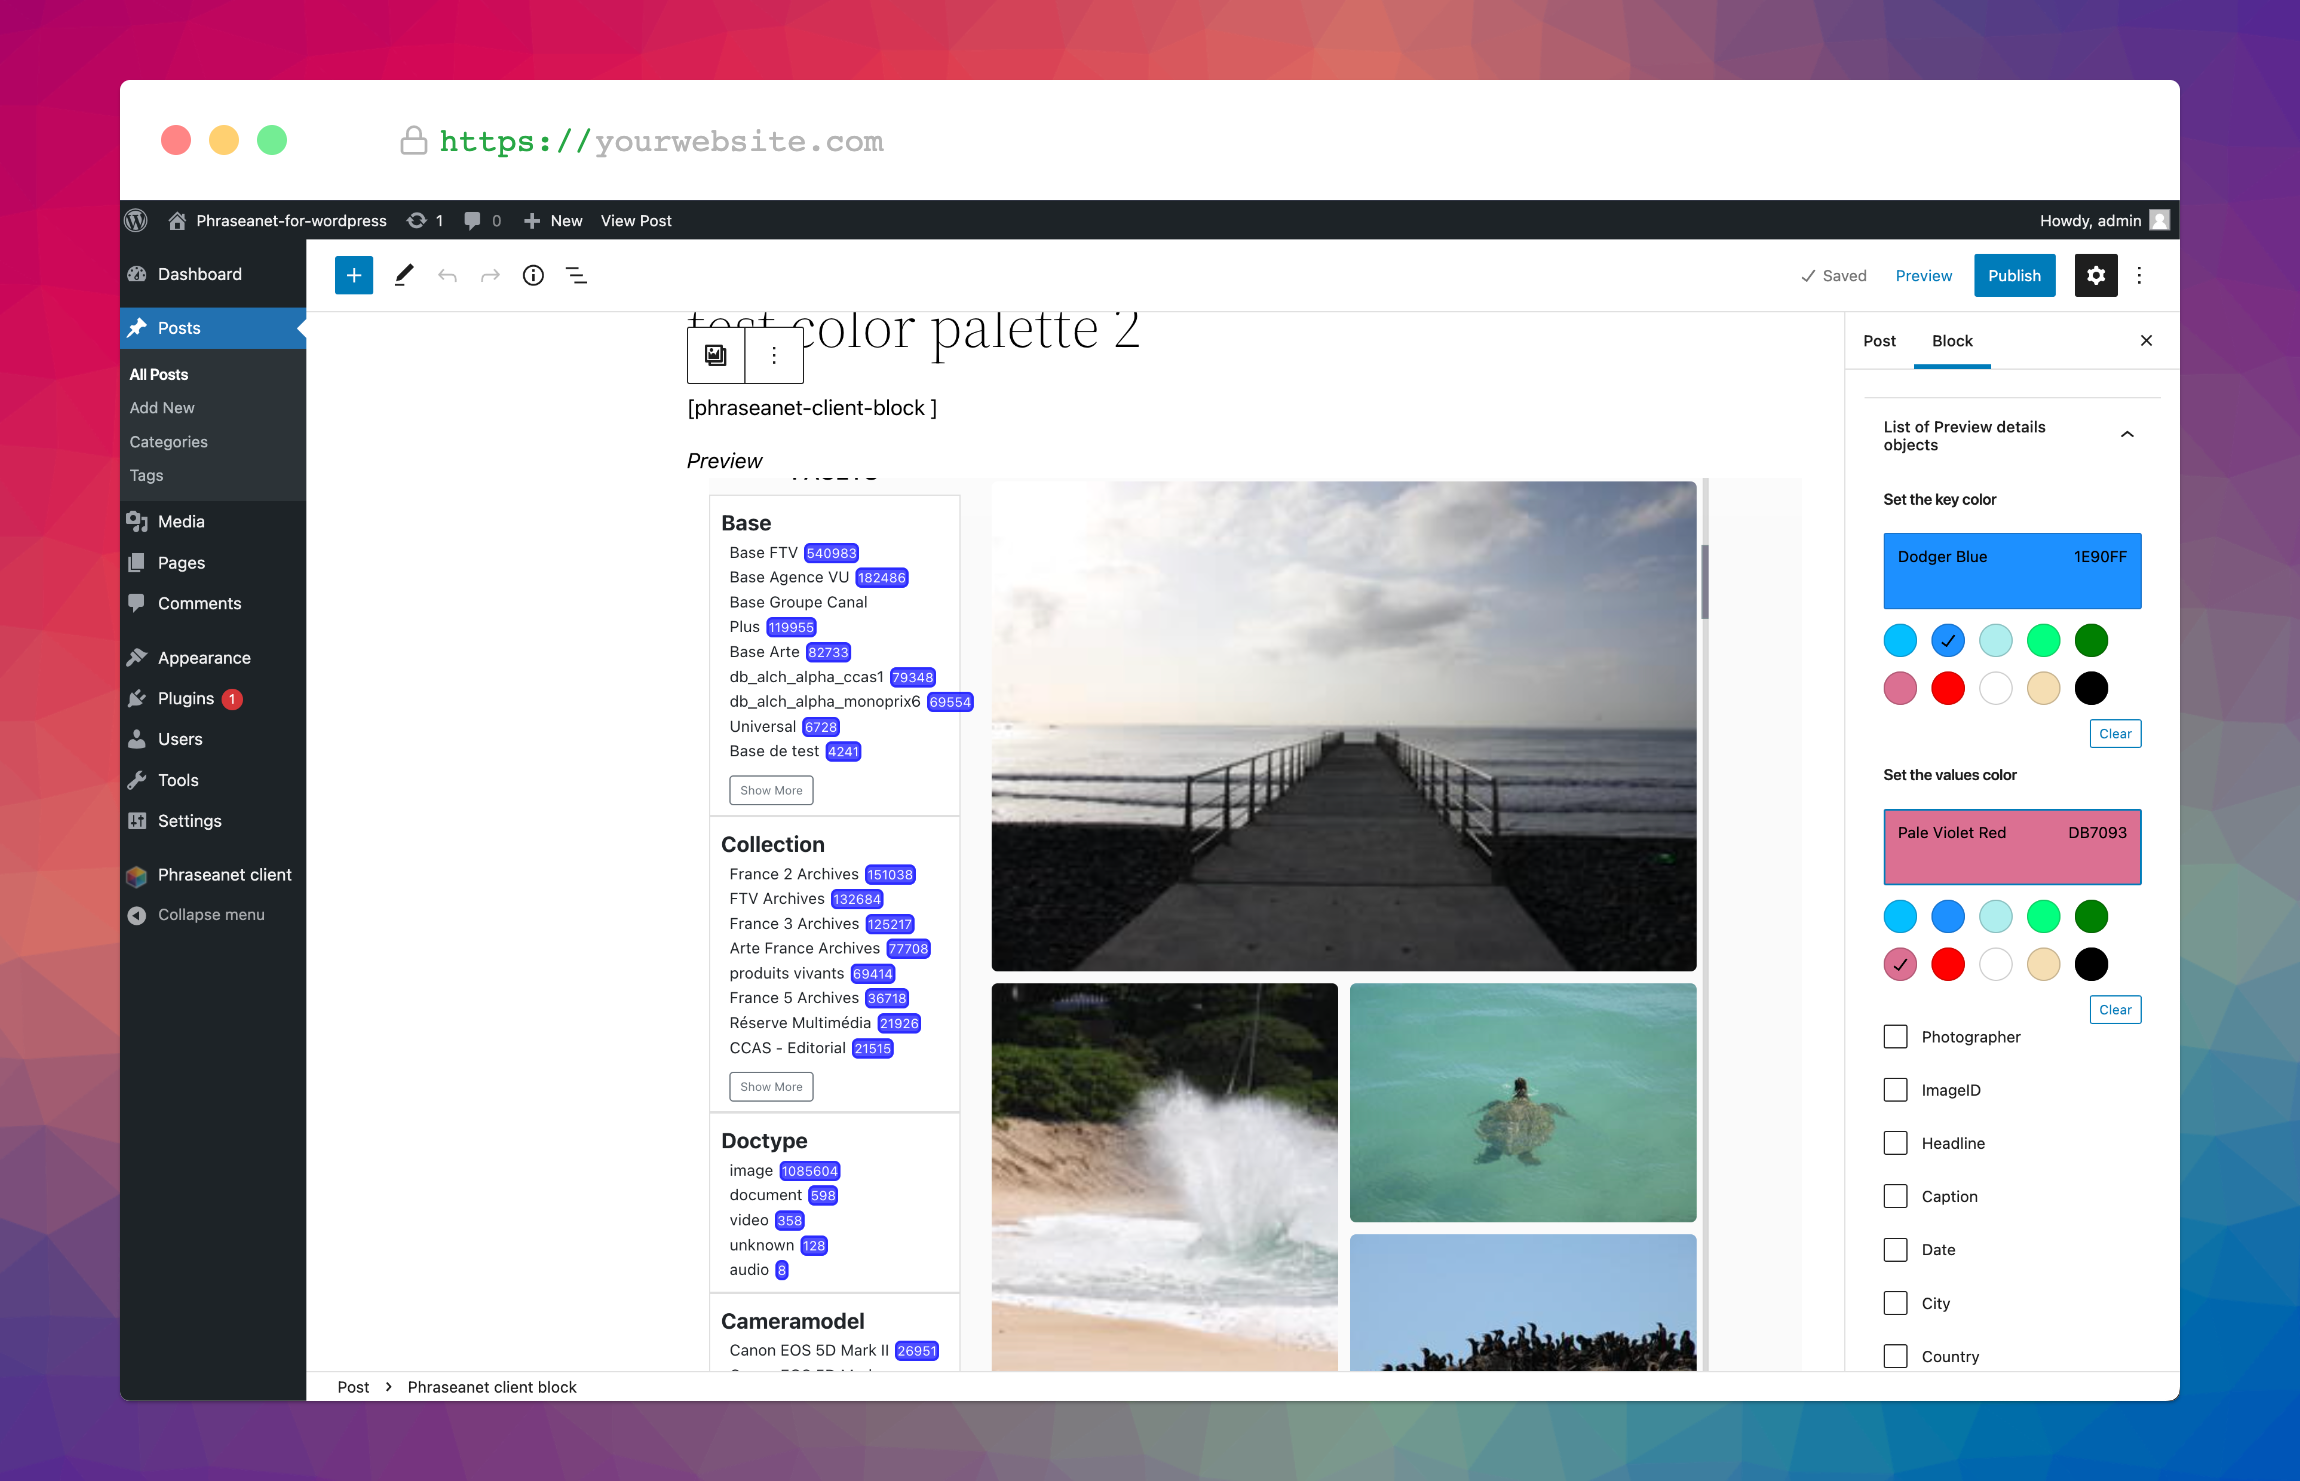 https://yourwebsite.com
Phraseanet-for-wordpress 1 0 New View Post Howdy, admin
Dashboard
Posts
All Posts
Add New
Categories
Tags
Media
Pages
Comments
Appearance
Plugins 1
Users
Tools
Settings
Phraseanet client
Collapse menu
Saved Preview Publish
test color palette 2
[phraseanet-client-block ]
Preview
FACETS
Base
Base FTV 540983
Base Agence VU 182486
Base Groupe Canal
Plus 119955
Base Arte 82733
db_alch_alpha_ccas1 79348
db_alch_alpha_monoprix6 69554
Universal 6728
Base de test 4241
Show More
Collection
France 2 Archives 151038
FTV Archives 132684
France 3 Archives 125217
Arte France Archives 77708
produits vivants 69414
France 5 Archives 36718
Réserve Multimédia 21926
CCAS - Editorial 21515
Show More
Doctype
image 1085604
document 598
video 358
unknown 128
audio 8
Cameramodel
Canon EOS 5D Mark II 26951
Post Block
List of Preview details
objects
Set the key color
Dodger Blue 1E90FF
Clear
Set the values color
Pale Violet Red DB7093
Clear
Photographer
ImageID
Headline
Caption
Date
City
Country
Post > Phraseanet client block